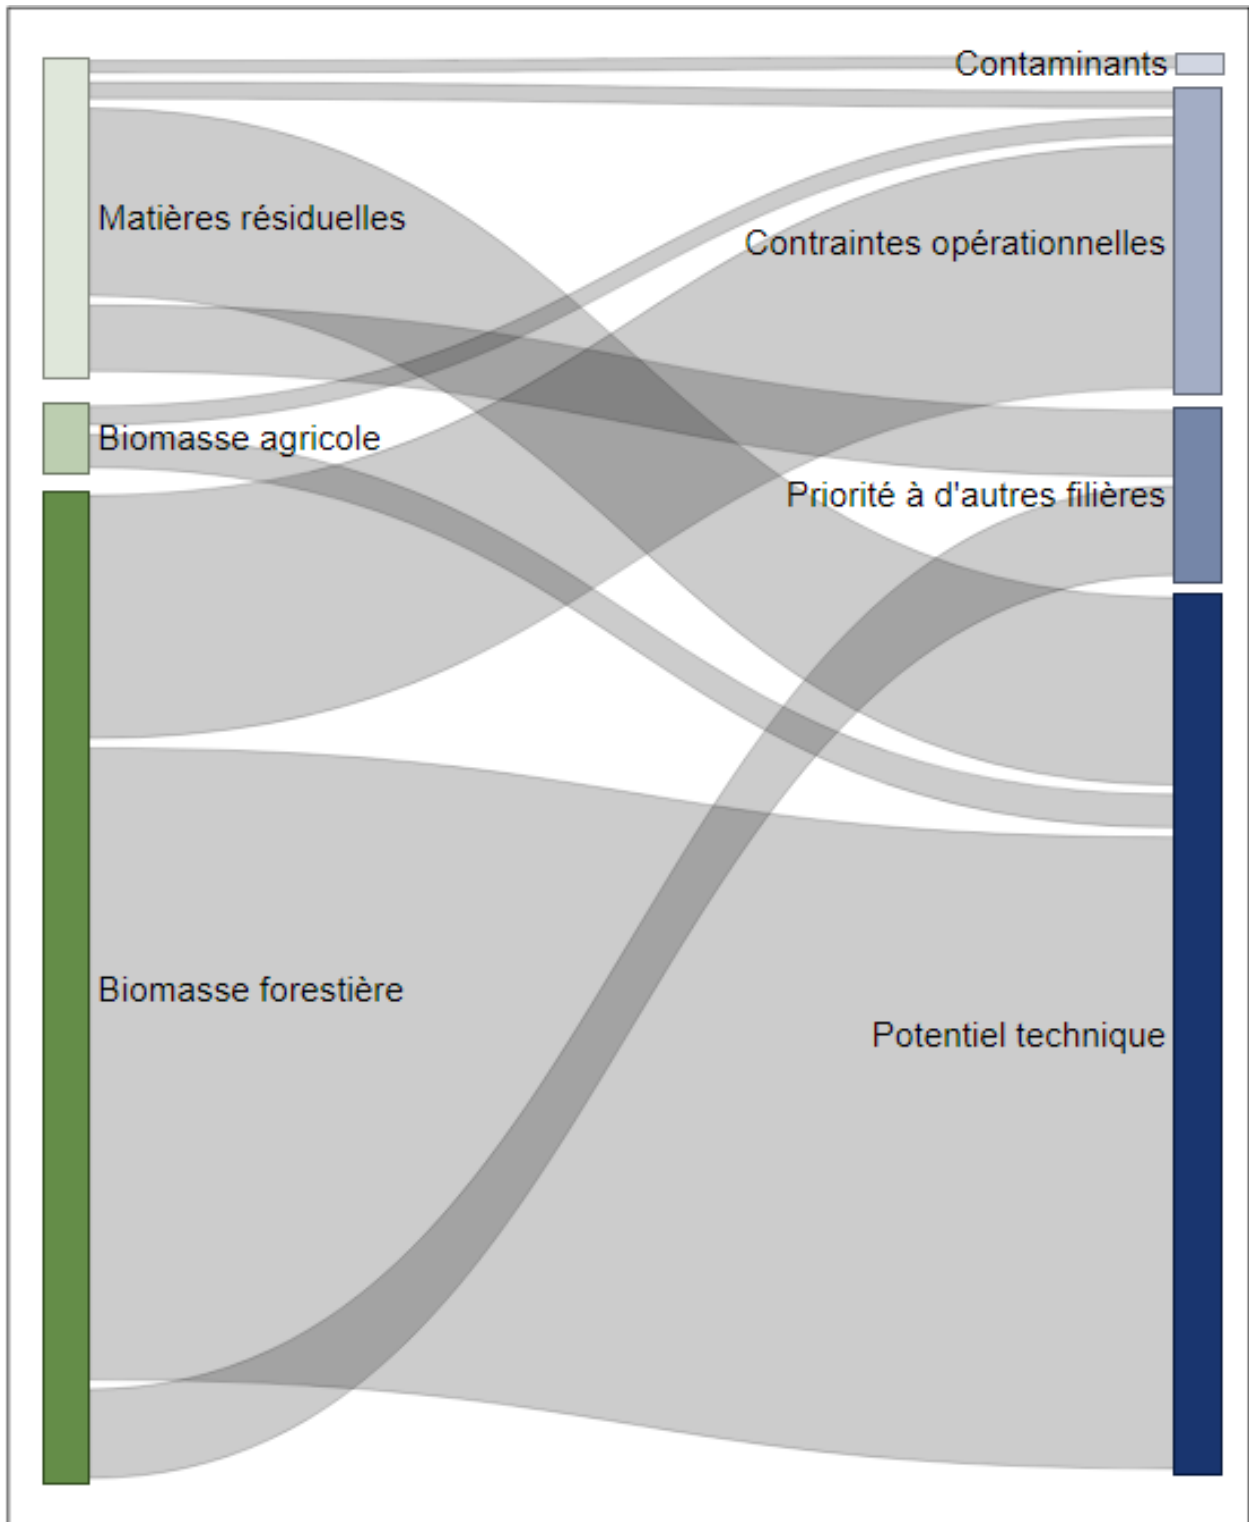 Contaminants
Matières résiduelles
Contraintes opérationnelles
Biomasse agricole
Priorité à d'autres filières
Biomasse forestière
Potentiel technique